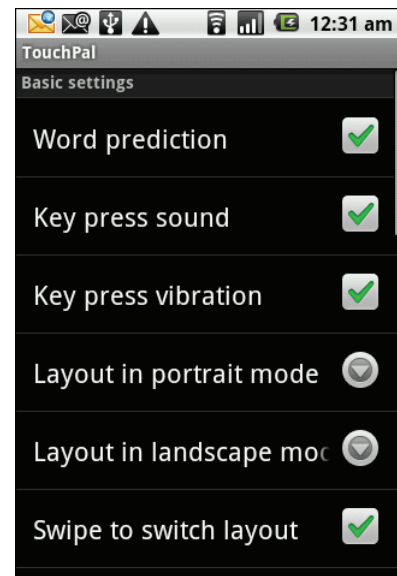 12:31 am
TouchPal
Basic settings
Word prediction
Key press sound
Key press vibration
Layout in portrait mode
Layout in landscape moc
Swipe to switch layout